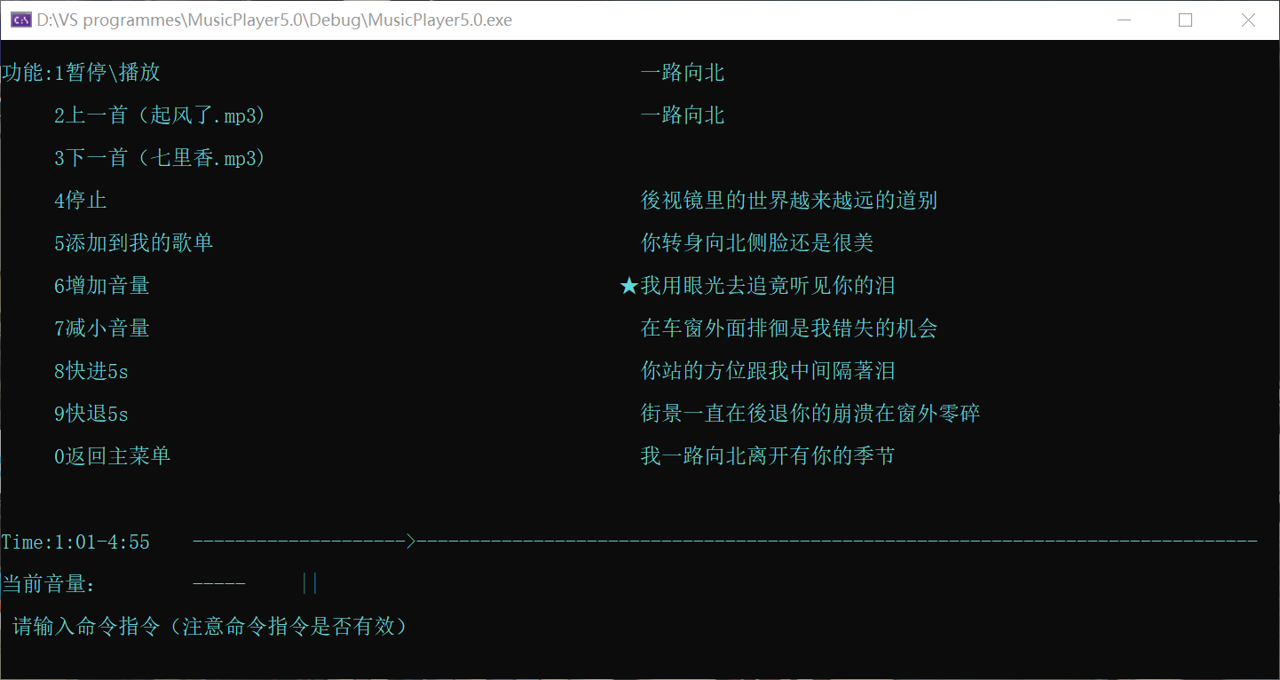 D:\VS programmes\MusicPlayer5.0\Debug\MusicPlayer5.0.exe
功能:1暂停\播放 一路向北
2上一首（起风了.mp3) 一路向北
3下一首（七里香.mp3)
4停止 後视镜里的世界越来越远的道别
5添加到我的歌单 你转身向北侧脸还是很美
6增加音量 ★我用眼光去追竟听见你的泪
7减小音量 在车窗外面排徊是我错失的机会
8快进5s 你站的方位跟我中间隔著泪
9快退5s 街景一直在後退你的崩溃在窗外零碎
0返回主菜单 我一路向北离开有你的季节
Time:1:01-4:55 -------------------->-------------------------------------------------------------------------------
当前音量： ----- ||
请输入命令指令（注意命令指令是否有效）